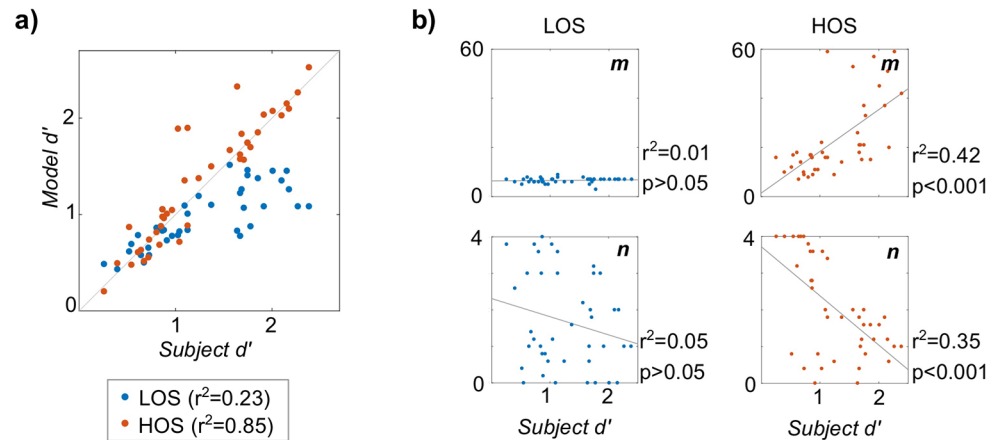 a)
Model d'
2
1
0
1
2
Subject d'
LOS (r²=0.23)
HOS (r²=0.85)
b)
LOS
HOS
60
m
r²=0.01
p>0.05
0
60
m
r²=0.42
p<0.001
0
4
n
r²=0.05
p>0.05
0
1
2
Subject d'
4
n
r²=0.35
p<0.001
0
1
2
Subject d'